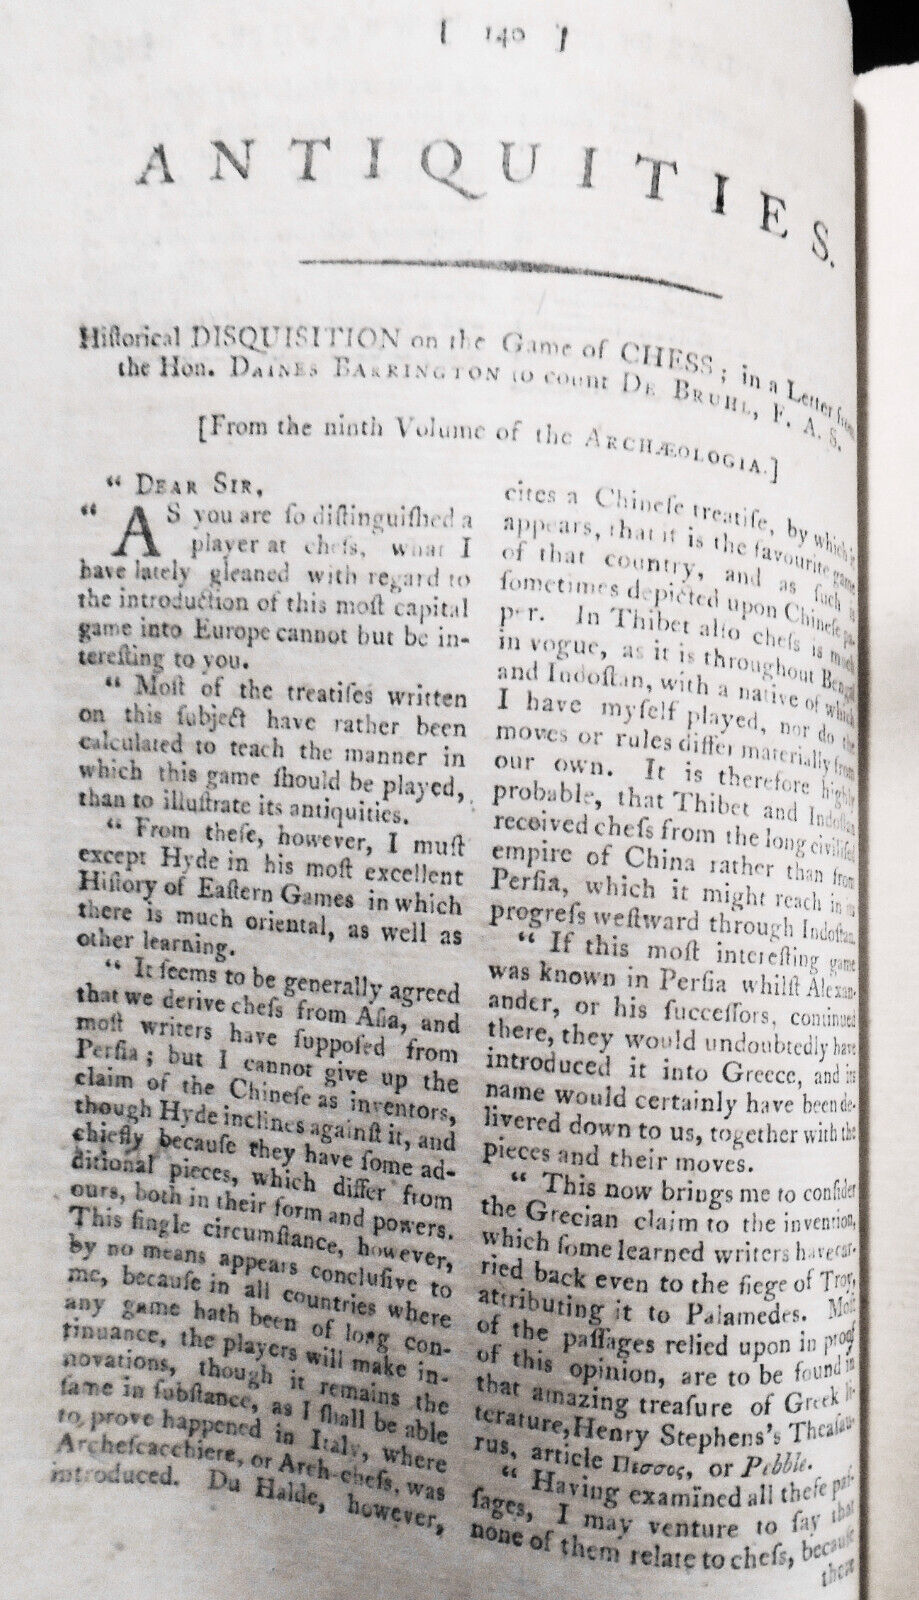 [ 140 ]
ANTIQUITIES.
Hiſtorical DISQUISITION on the Game of CHESS; in a Letter from
the Hon. DAINES BARRINGTON to count DE BRUHL, F. A. S.
[From the ninth Volume of the ARCHÆOLOGIA.]
“ DEAR SIR,
“ AS you are ſo diſtinguiſhed a
player at cheſs, what I
have lately gleaned with regard to
the introduction of this moſt capital
game into Europe cannot but be in-
tereſting to you.
“ Moſt of the treatiſes written
on this ſubject have rather been
calculated to teach the manner in
which this game ſhould be played,
than to illuſtrate its antiquities.
“ From theſe, however, I muſt
except Hyde in his moſt excellent
Hiſtory of Eaſtern Games in which
there is much oriental, as well as
other learning.
“ It ſeems to be generally agreed
that we derive cheſs from Aſia, and
moſt writers have ſuppoſed from
Perſia; but I cannot give up the
claim of the Chineſe as inventors,
though Hyde inclines againſt it, and
chiefly becauſe they have ſome ad-
ditional pieces, which differ from
ours, both in their form and powers.
This ſingle circumſtance, however,
by no means appears concluſive to
me, becauſe in all countries where
any game hath been of long con-
tinuance, the players will make in-
novations, though it remains the
ſame in ſubſtance, as I ſhall be able
to prove happened in Italy, where
Archeſcacchiere, or Arch-cheſs, was
introduced. Du Halde, however,
cites a Chineſe treatiſe, by which it
appears, that it is the favourite game
of that country, and as ſuch is
ſometimes depicted upon Chineſe pa-
per. In Thibet alſo cheſs is much
in vogue, as it is throughout Bengal
and Indoſtan, with a native of which
I have myſelf played, nor do the
moves or rules differ materially from
our own. It is therefore highly
probable, that Thibet and Indoſtan
received cheſs from the long civiliſed
empire of China rather than from
Perſia, which it might reach in its
progreſs weſtward through Indoſtan.
“ If this moſt intereſting game
was known in Perſia whilſt Alexan-
ander, or his ſucceſſors, continued
there, they would undoubtedly have
introduced it into Greece, and its
name would certainly have been de-
livered down to us, together with the
pieces and their moves.
“ This now brings me to conſider
the Grecian claim to the invention,
which ſome learned writers have car-
ried back even to the ſiege of Troy,
attributing it to Palamedes. Moſt
of the paſſages relied upon in proof
of this opinion, are to be found in
that amazing treaſure of Greek li-
terature, Henry Stephens's Theſau-
rus, article Πεσσος, or Pebble.
“ Having examined all theſe paſ-
ſages, I may venture to ſay that
none of them relate to cheſs, becauſe
theſe